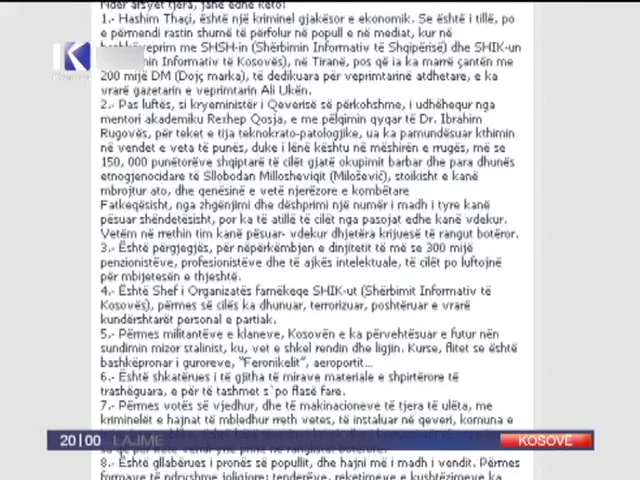 Ndër arsyet tjera, janë edhe këto:
1.- Hashim Thaçi, është një kriminel gjakësor e ekonomik. Se është i tillë, po
e përmendi rastin shumë të përfolur në popull e në mediat, kur në
bashkëveprim me SHSH-in (Shërbimin Informativ të Shqipërisë) dhe SHIK-un
Informativ të Kosovës), në Tiranë, pos që ia ka marrë çantën me
200 mijë DM (Dojç marka), të dedikuara për veprimtarinë atdhetare, e ka
vrarë gazetarin e veprimtarin Ali Ukën.
2.- Pas luftës, si kryeministër i Qeverisë së përkohshme, i udhëhequr nga
mentori akademiku Rexhep Qosja, e me pëlqimin qyqar të Dr. Ibrahim
Rugovës, për teket e tija teknokrato-patologjike, ua ka pamundësuar kthimin
në vendet e veta të punës, duke i lënë kështu në mëshirën e rrugës, më se
150, 000 punëtorëve shqiptarë të cilët gjatë okupimit barbar dhe para dhunës
etnogjenocidare të Sllobodan Millosheviqit (Milošević), stoikisht e kanë
mbrojtur ato, dhe qenësinë e vetë njerëzore e kombëtare
Fatkeqësisht, nga zhgënjimi dhe dëshprimi një numër i madh i tyre kanë
pësuar shëndetësisht, por ka të atillë të cilët nga pasojat edhe kanë vdekur.
Vetëm në rrethin tim kanë pësuar- vdekur dhjetëra krijuesë të rangut botëror.
3.- Është përgjegjës, për nëpërkëmbjen e dinjitetit të më se 300 mijë
penzionistëve, profesionistëve dhe të ajkës intelektuale, të cilët po luftojnë
për mbijetesën e thjeshtë.
4.- Është Shef i Organizatës famëkeqe SHIK-ut (Shërbimit Informativ të
Kosovës), përmes së cilës ka dhunuar, terrorizuar, poshtëruar e vrarë
kundërshtarët personal e partiak.
5.- Përmes militantëve e klaneve, Kosovën e ka përvehtësuar e futur nën
sundimin mizor stalinist, ku, vet e shkel rendin dhe ligjin. Kurse, flitet se është
bashkëpronar i guroreve, "Feronikelit", aeroportit...
6.- Është shkatërues i të gjitha të mirave materiale e shpirtërore të
trashëguara, e për të tashmet s`po flasë fare.
7.- Përmes votës së vjedhur, dhe të makinacioneve të tjera të ulëta, me
kriminelët e hajnat të mbledhur rreth vetes, të instaluar në qeveri, komuna e
20|00 LAJME KOSOVË
8.- Është gllabërues i pronës së popullit, dhe hajni më i madh i vendit. Përmes
formave të ndryshme joligjore: tenderëve, reketimeve e kushtëzimeve ka